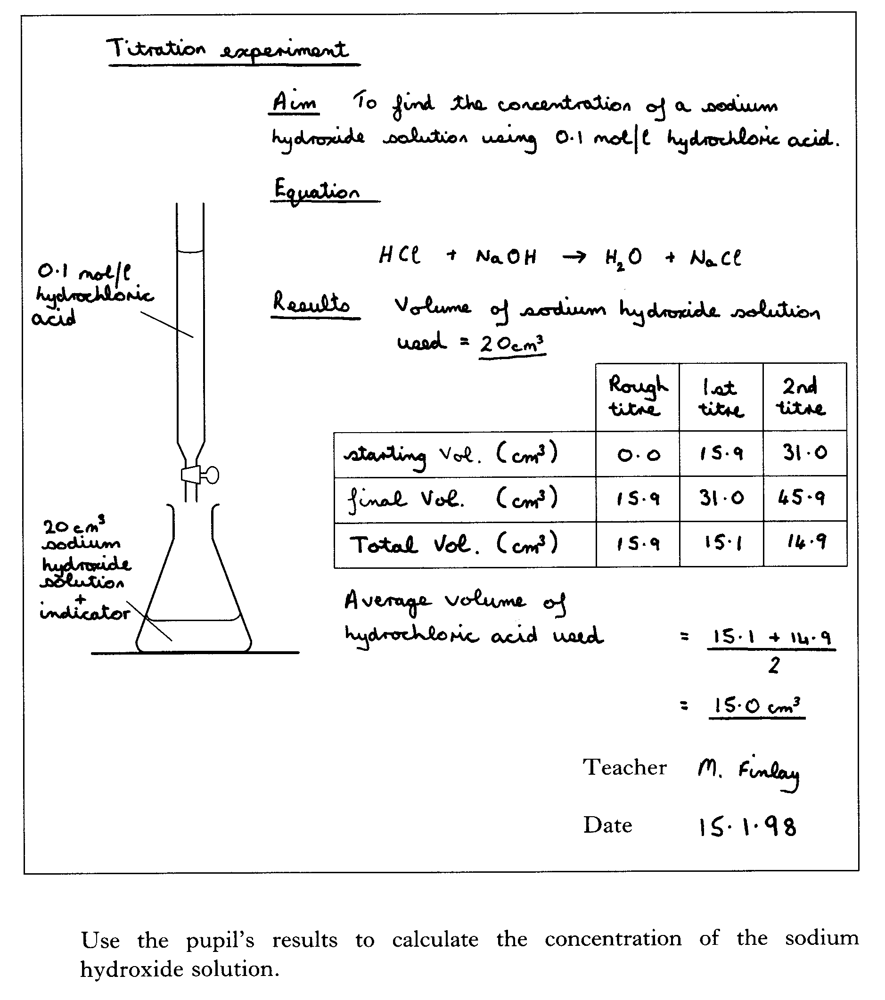 Titration experiment
Aim To find the concentration of a sodium
hydroxide solution using 0.1 mol/l hydrochloric acid.
Equation
HCl + NaOH → H₂O + NaCl
0.1 mol/l
hydrochloric
acid
Results Volume of sodium hydroxide solution
used = 20cm³
Rough titre 1st titre 2nd titre
starting Vol. (cm³) 0.0 15.9 31.0
final Vol. (cm³) 15.9 31.0 45.9
Total Vol. (cm³) 15.9 15.1 14.9
20 cm³
sodium
hydroxide
solution
+
indicator
Average volume of
hydrochloric acid used = 15.1 + 14.9
2
= 15.0 cm³
Teacher M. Finlay
Date 15.1.98
Use the pupil's results to calculate the concentration of the sodium
hydroxide solution.